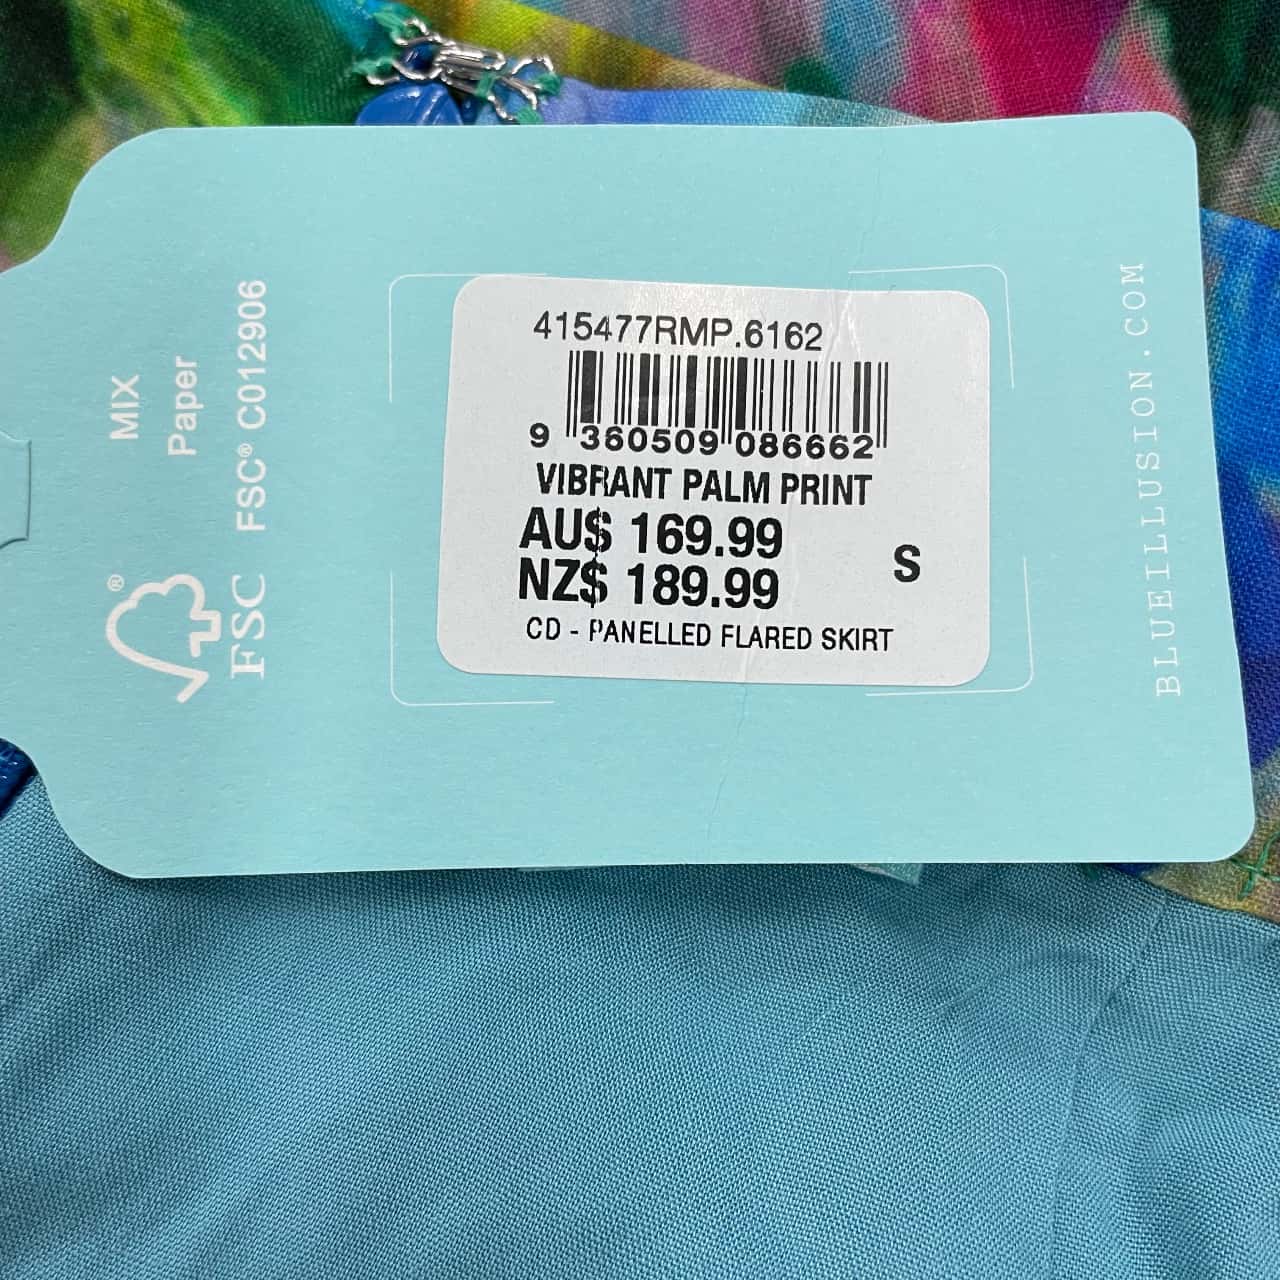 415477RMP.6162
9 360509 086662
VIBRANT PALM PRINT
AU$ 169.99
NZ$ 189.99
S
CD - PANELLED FLARED SKIRT
MIX
Paper
FSC® C012906
®
FSC
BLUEILLUSION.COM